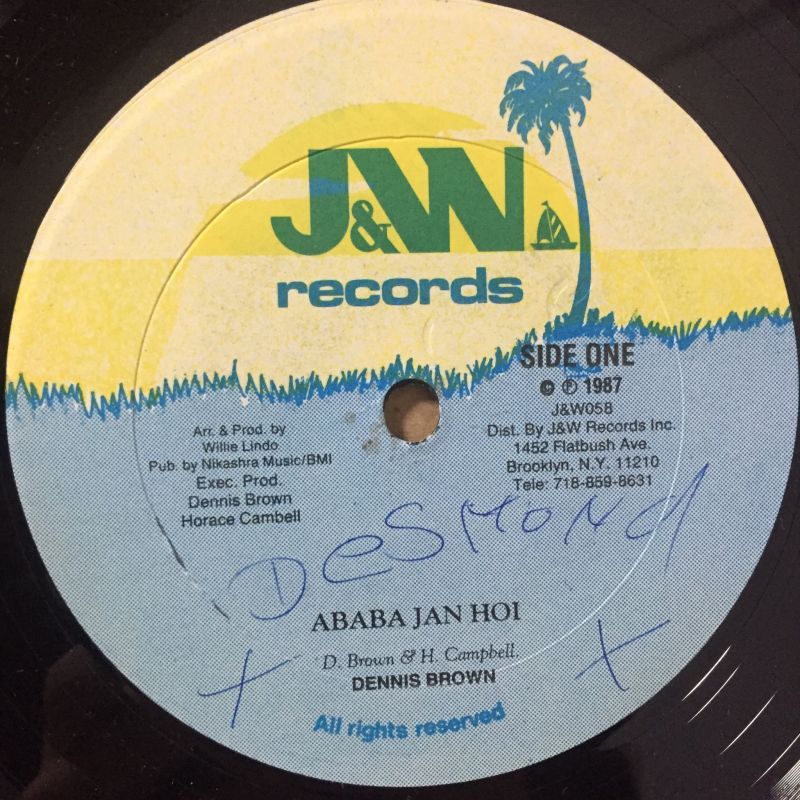 J&W
records
SIDE ONE
© ℗ 1987
J&W058
Dist. By J&W Records Inc.
1452 Flatbush Ave.
Brooklyn, N.Y. 11210
Tele: 718-859-8631
Arr. & Prod. by
Willie Lindo
Pub. by Nikashra Music/BMI
Exec. Prod.
Dennis Brown
Horace Cambell
DeSMONd
ABABA JAN HOI
D. Brown & H. Campbell.
DENNIS BROWN
All rights reserved